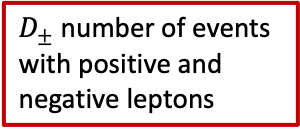 D± number of events
with positive and
negative leptons